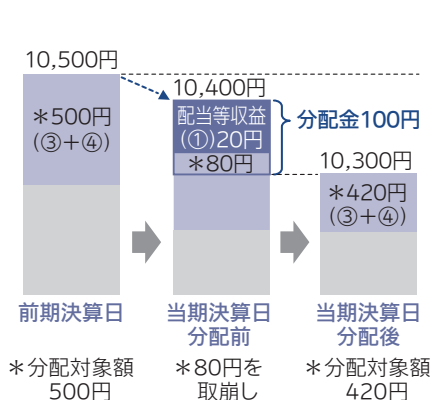 10,500円
10,400円
＊500円
(③+④)
配当等収益
(①)20円
＊80円
分配金100円
10,300円
＊420円
(③+④)
前期決算日
当期決算日
分配前
当期決算日
分配後
＊分配対象額
500円
＊80円を
取崩し
＊分配対象額
420円